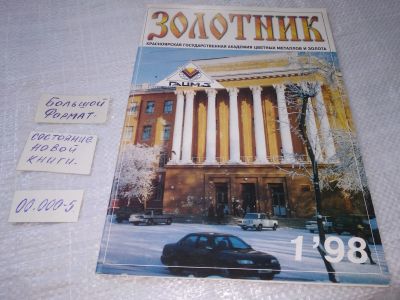 ЗОЛОТНИК
КРАСНОЯРСКАЯ ГОСУДАРСТВЕННАЯ АКАДЕМИЯ ЦВЕТНЫХ МЕТАЛЛОВ И ЗОЛОТА
1'98
БОЛЬШОЙ
ФОРМАТ.
СОСТОЯНИЕ
НОВОЙ
КНИГИ.
00.000-5